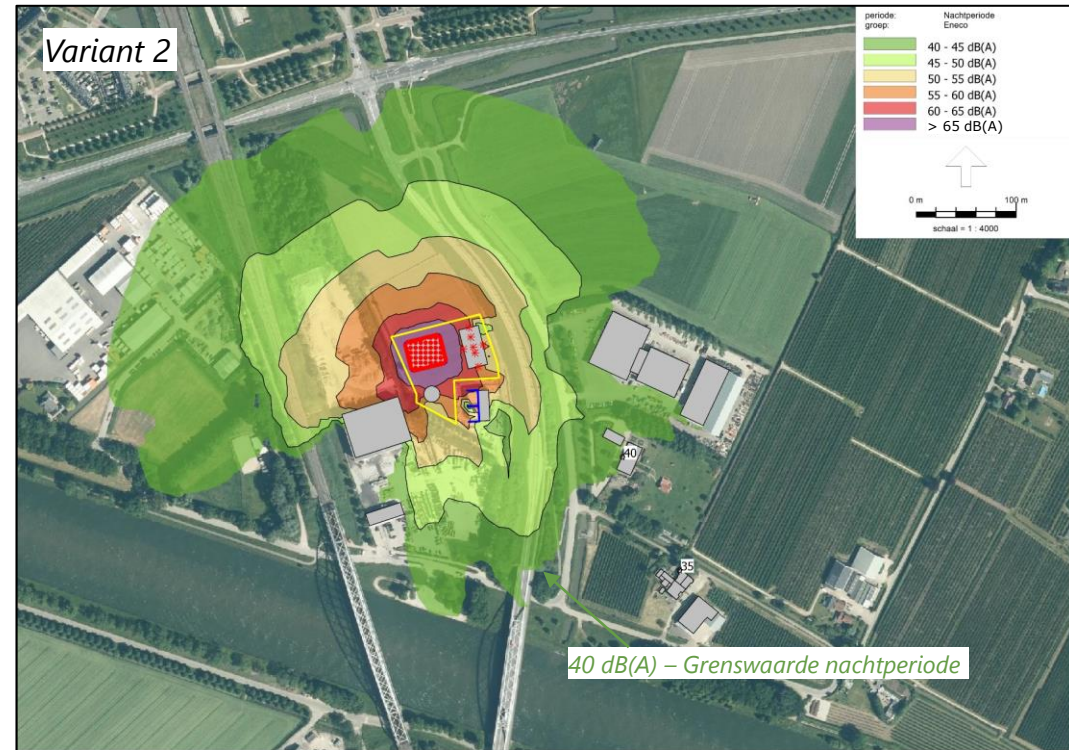 Variant 2
periode: Nachtperiode
groep: Eneco
40 - 45 dB(A)
45 - 50 dB(A)
50 - 55 dB(A)
55 - 60 dB(A)
60 - 65 dB(A)
> 65 dB(A)
0 m 100 m
schaal = 1 : 4000
40
35
40 dB(A) – Grenswaarde nachtperiode